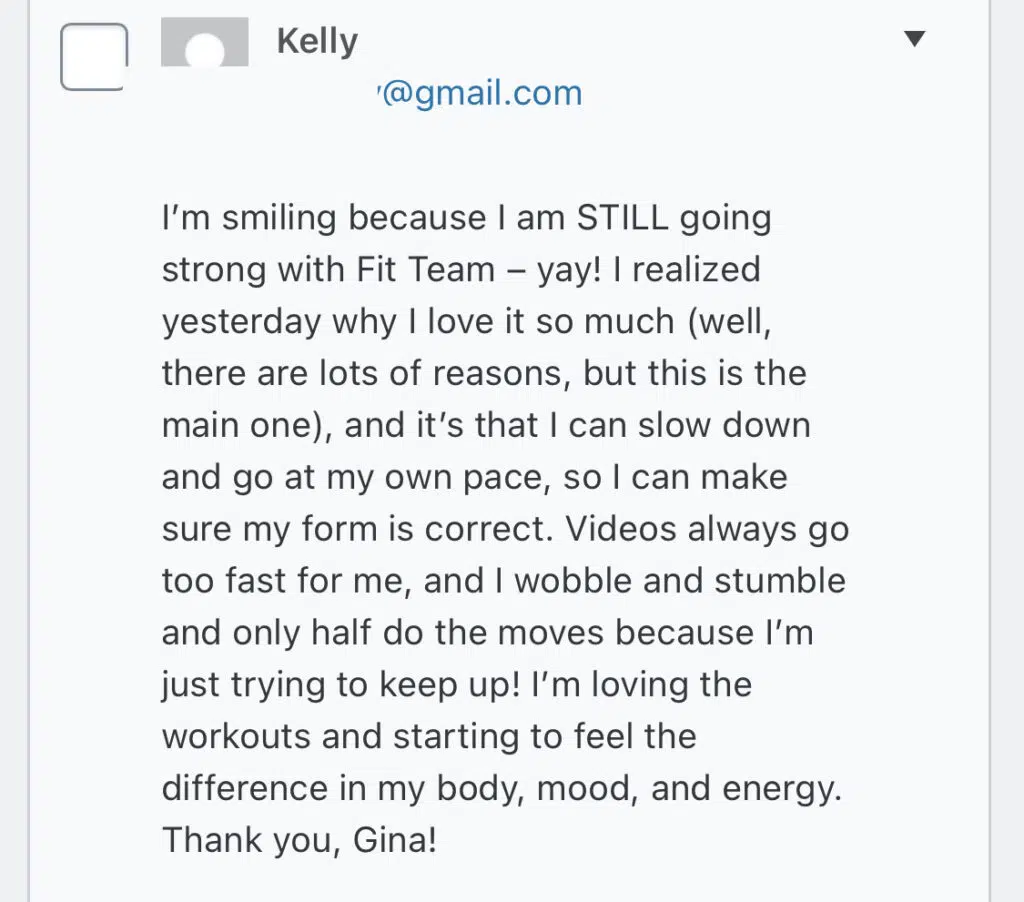 Kelly
@gmail.com
I’m smiling because I am STILL going
strong with Fit Team – yay! I realized
yesterday why I love it so much (well,
there are lots of reasons, but this is the
main one), and it’s that I can slow down
and go at my own pace, so I can make
sure my form is correct. Videos always go
too fast for me, and I wobble and stumble
and only half do the moves because I’m
just trying to keep up! I’m loving the
workouts and starting to feel the
difference in my body, mood, and energy.
Thank you, Gina!